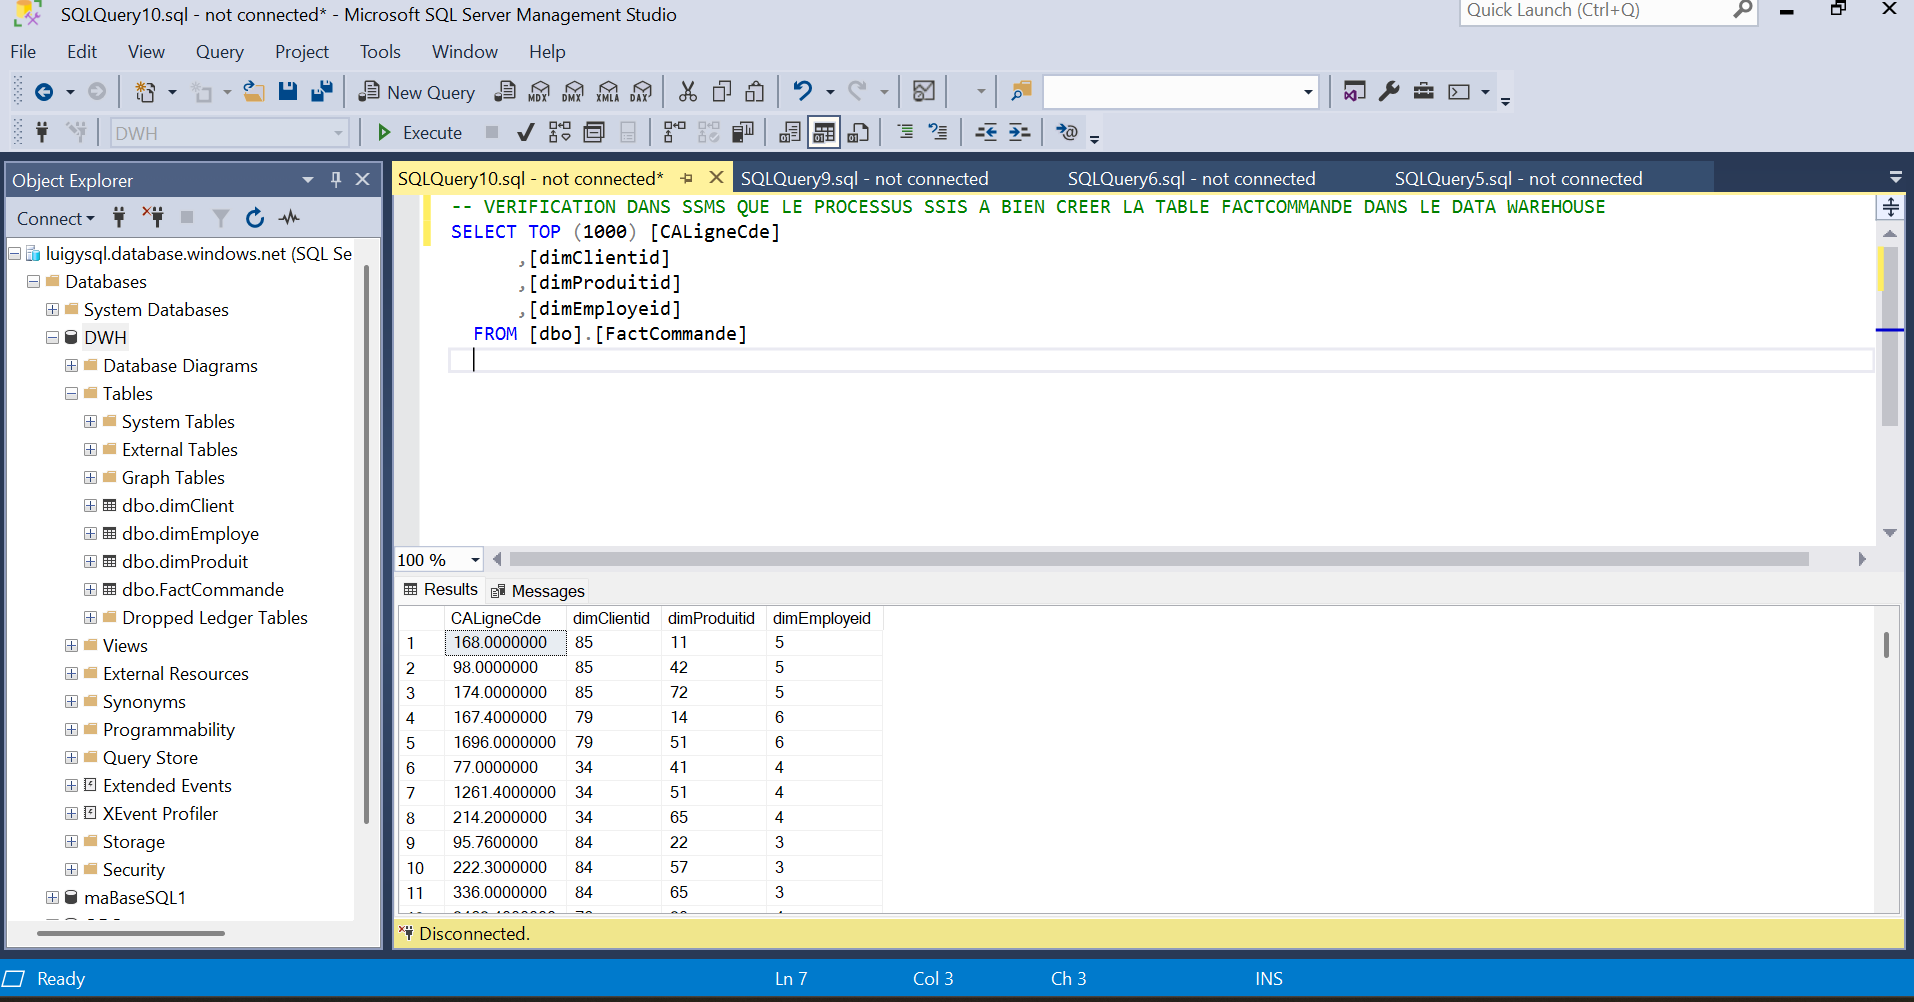 SQLQuery10.sql - not connected* - Microsoft SQL Server Management Studio
Quick Launch (Ctrl+Q)
File Edit View Query Project Tools Window Help
New Query MDX DMX XMLA DAX
DWH Execute
Object Explorer
Connect
luigysql.database.windows.net (SQL Se
Databases
System Databases
DWH
Database Diagrams
Tables
System Tables
External Tables
Graph Tables
dbo.dimClient
dbo.dimEmploye
dbo.dimProduit
dbo.FactCommande
Dropped Ledger Tables
Views
External Resources
Synonyms
Programmability
Query Store
Extended Events
XEvent Profiler
Storage
Security
maBaseSQL1
SQLQuery10.sql - not connected* SQLQuery9.sql - not connected SQLQuery6.sql - not connected SQLQuery5.sql - not connected
-- VERIFICATION DANS SSMS QUE LE PROCESSUS SSIS A BIEN CREER LA TABLE FACTCOMMANDE DANS LE DATA WAREHOUSE
SELECT TOP (1000) [CALigneCde]
,[dimClientid]
,[dimProduitid]
,[dimEmployeid]
FROM [dbo].[FactCommande]
100 %
Results Messages
CALigneCde dimClientid dimProduitid dimEmployeid
1 168.0000000 85 11 5
2 98.0000000 85 42 5
3 174.0000000 85 72 5
4 167.4000000 79 14 6
5 1696.0000000 79 51 6
6 77.0000000 34 41 4
7 1261.4000000 34 51 4
8 214.2000000 34 65 4
9 95.7600000 84 22 3
10 222.3000000 84 57 3
11 336.0000000 84 65 3
Disconnected.
Ready Ln 7 Col 3 Ch 3 INS